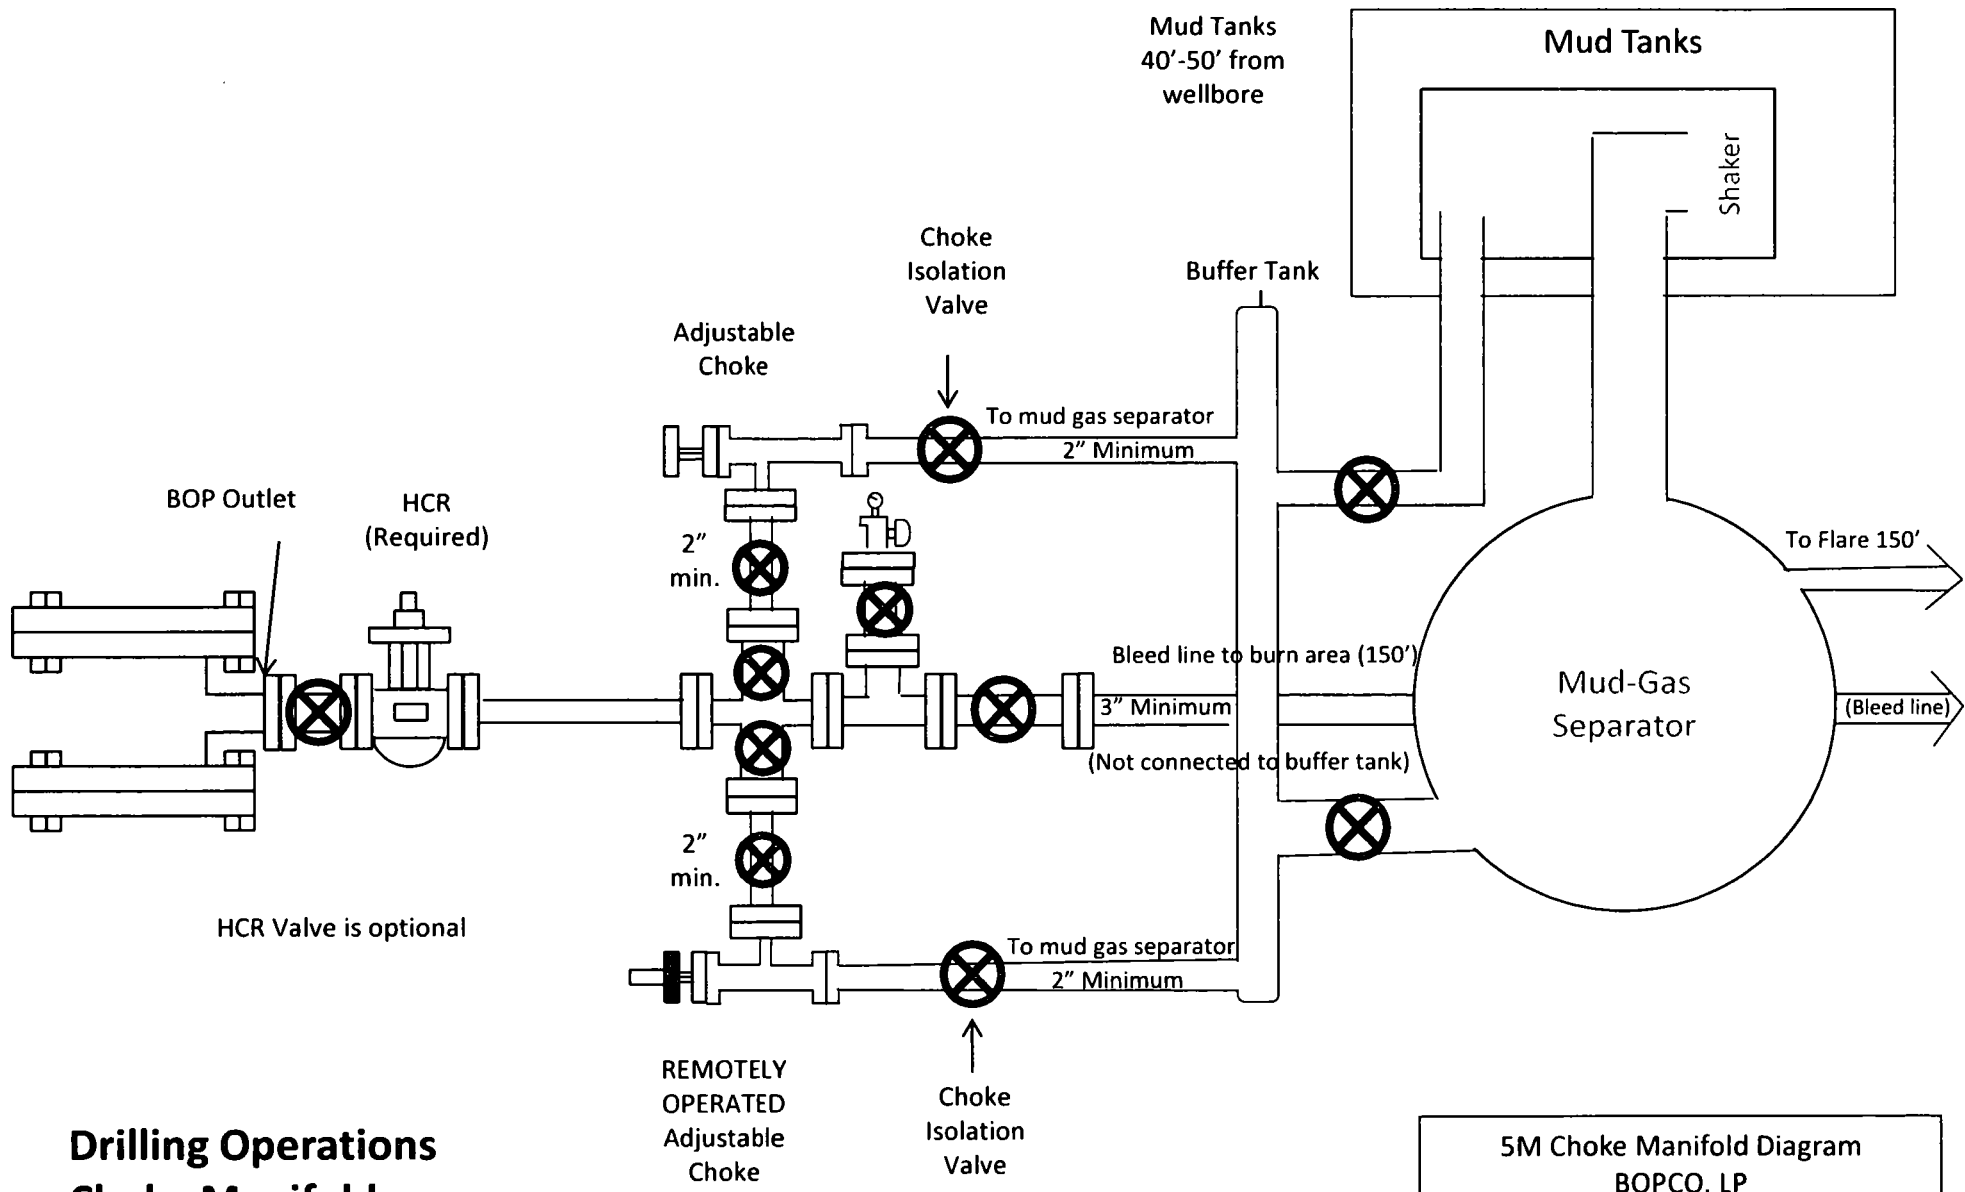 Mud Tanks
40’-50’ from
wellbore
Mud Tanks
Shaker
Choke
Isolation
Valve
Buffer Tank
Adjustable
Choke
To mud gas separator
2” Minimum
BOP Outlet
HCR
(Required)
2”
min.
To Flare 150’
Bleed line to burn area (150’)
3” Minimum
(Not connected to buffer tank)
Mud-Gas
Separator
(Bleed line)
2”
min.
HCR Valve is optional
To mud gas separator
2” Minimum
REMOTELY
OPERATED
Adjustable
Choke
Choke
Isolation
Valve
Drilling Operations
Choke Manifold
5M Choke Manifold Diagram
BOPCO, LP